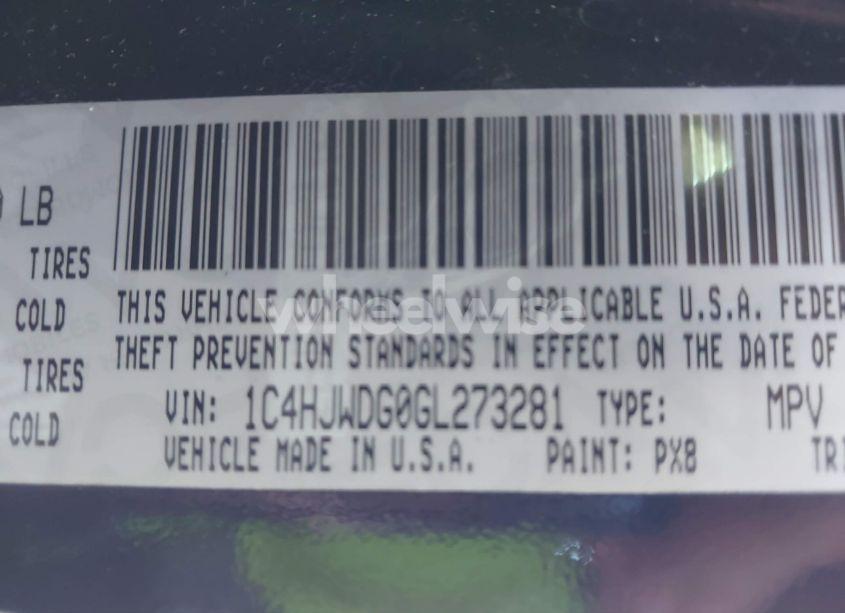 LB
TIRES
COLD
TIRES
COLD
THIS VEHICLE CONFORMS TO ALL APPLICABLE U.S.A. FEDER
THEFT PREVENTION STANDARDS IN EFFECT ON THE DATE OF
VIN: 1C4HJWDG0GL273281 TYPE: MPV
VEHICLE MADE IN U.S.A. PAINT: PX8 TRI
wheelwise